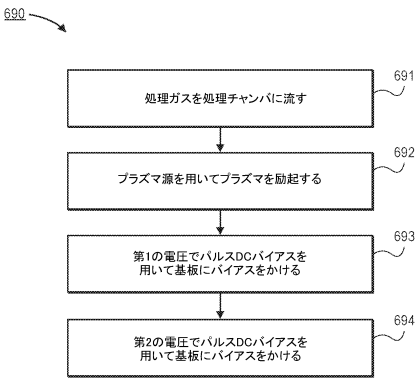 690
処理ガスを処理チャンバに流す
691
プラズマ源を用いてプラズマを励起する
692
第1の電圧でパルスDCバイアスを
用いて基板にバイアスをかける
693
第2の電圧でパルスDCバイアスを
用いて基板にバイアスをかける
694